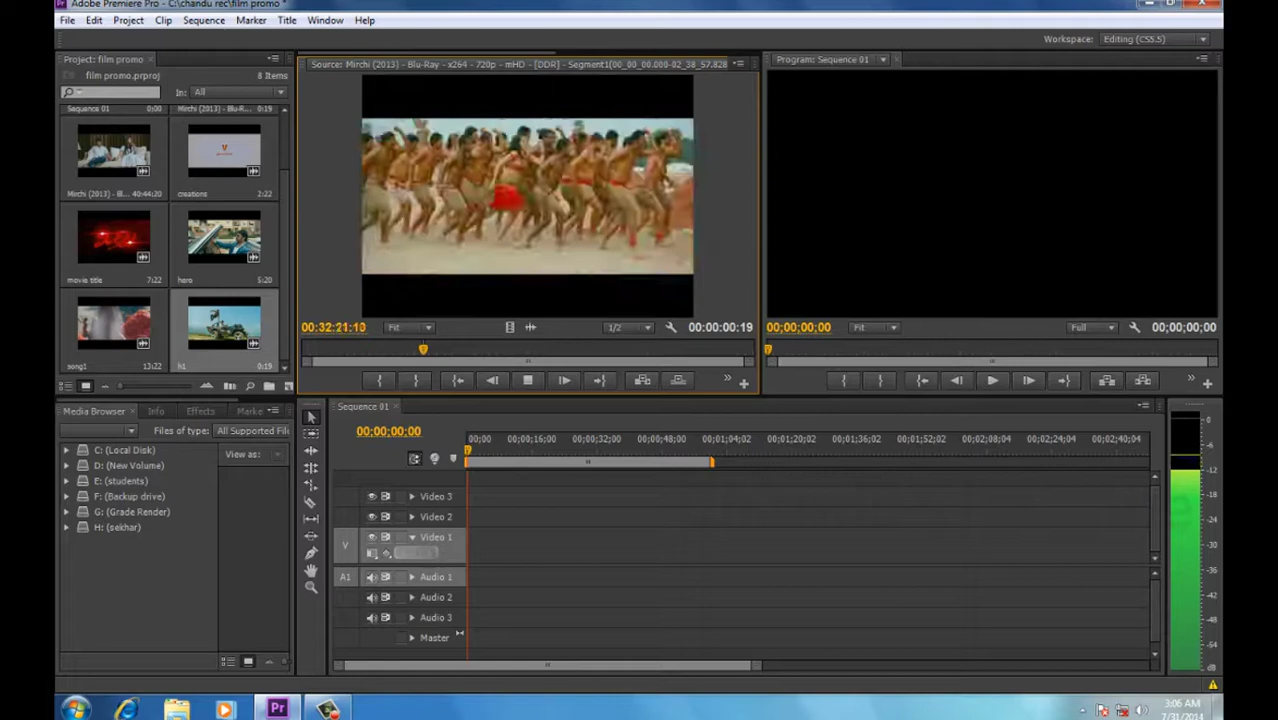 Adobe Premiere Pro - C:\chandu rec\film promo *
File Edit Project Clip Sequence Marker Title Window Help
Workspace: Editing (CS5.5)
Project: film promo
film promo.prproj 8 Items
In: All
Sequence 01 0:00 Mirchi (2013) - Blu-R... 0:19
Mirchi (2013) - Bl... 40:44:20 creations 2:22
movie title 7:22 hero 5:20
song1 13:22 h1 0:19
Source: Mirchi (2013) - Blu-Ray - x264 - 720p - mHD - [DDR] - Segment1(00_00_00.000-02_38_57.828
00:32:21:10 Fit 1/2 00:00:00:19
Program: Sequence 01
00;00;00;00 Fit Full 00;00;00;00
Media Browser Info Effects Marke
Files of type: All Supported File
View as:
C: (Local Disk)
D: (New Volume)
E: (students)
F: (Backup drive)
G: (Grade Render)
H: (sekhar)
Sequence 01
00;00;00;00
00;00 00;00;16;00 00;00;32;00 00;00;48;00 00;01;04;02 00;01;20;02 00;01;36;02 00;01;52;02 00;02;08;04 00;02;24;04 00;02;40;04
Video 3
Video 2
V Video 1
A1 Audio 1
Audio 2
Audio 3
Master
0
-6
-12
-18
-24
-30
-36
-42
-48
-54
dB
Pr
3:06 AM
7/31/2014